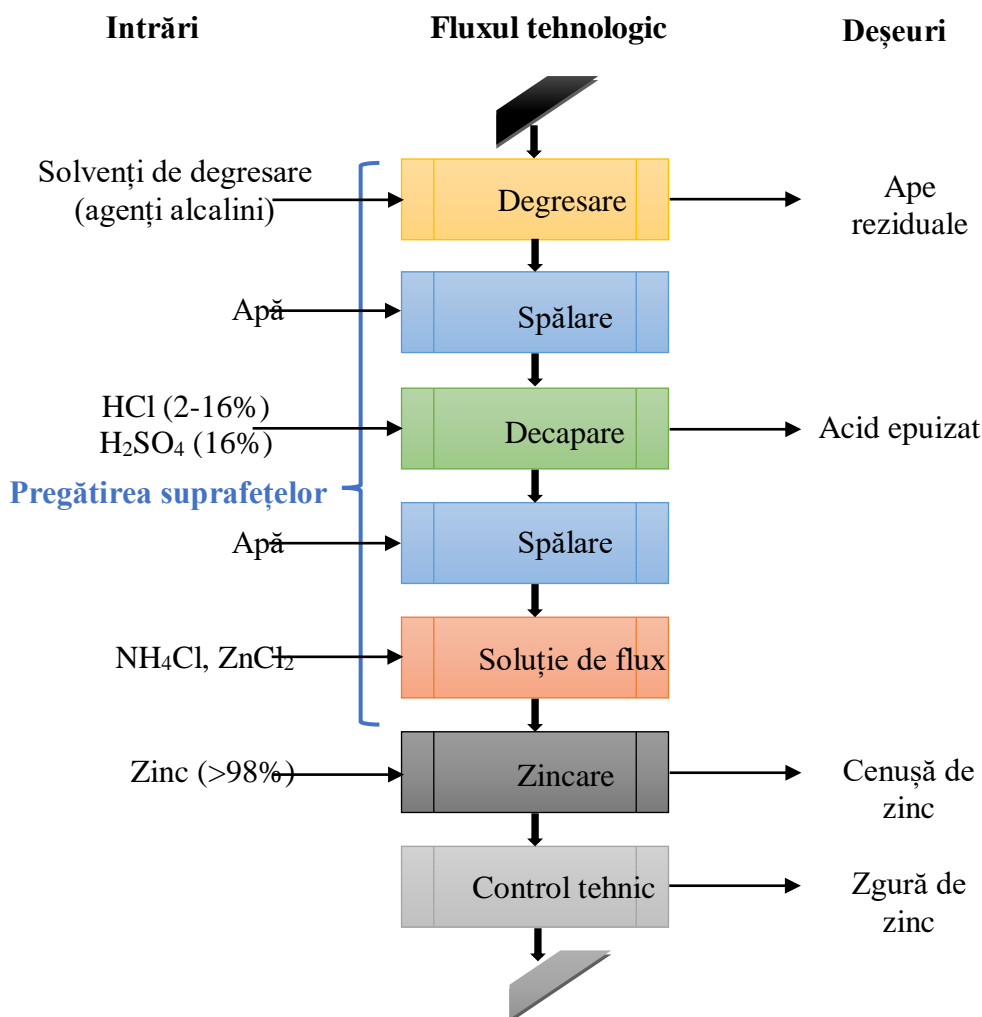 Intrări
Fluxul tehnologic
Deșeuri
Solvenți de degresare
(agenți alcalini)
Degresare
Ape
reziduale
Apă
Spălare
HCl (2-16%)
H₂SO₄ (16%)
Decapare
Acid epuizat
Pregătirea suprafețelor
Apă
Spălare
NH₄Cl, ZnCl₂
Soluție de flux
Zinc (>98%)
Zincare
Cenușă de
zinc
Control tehnic
Zgură de
zinc